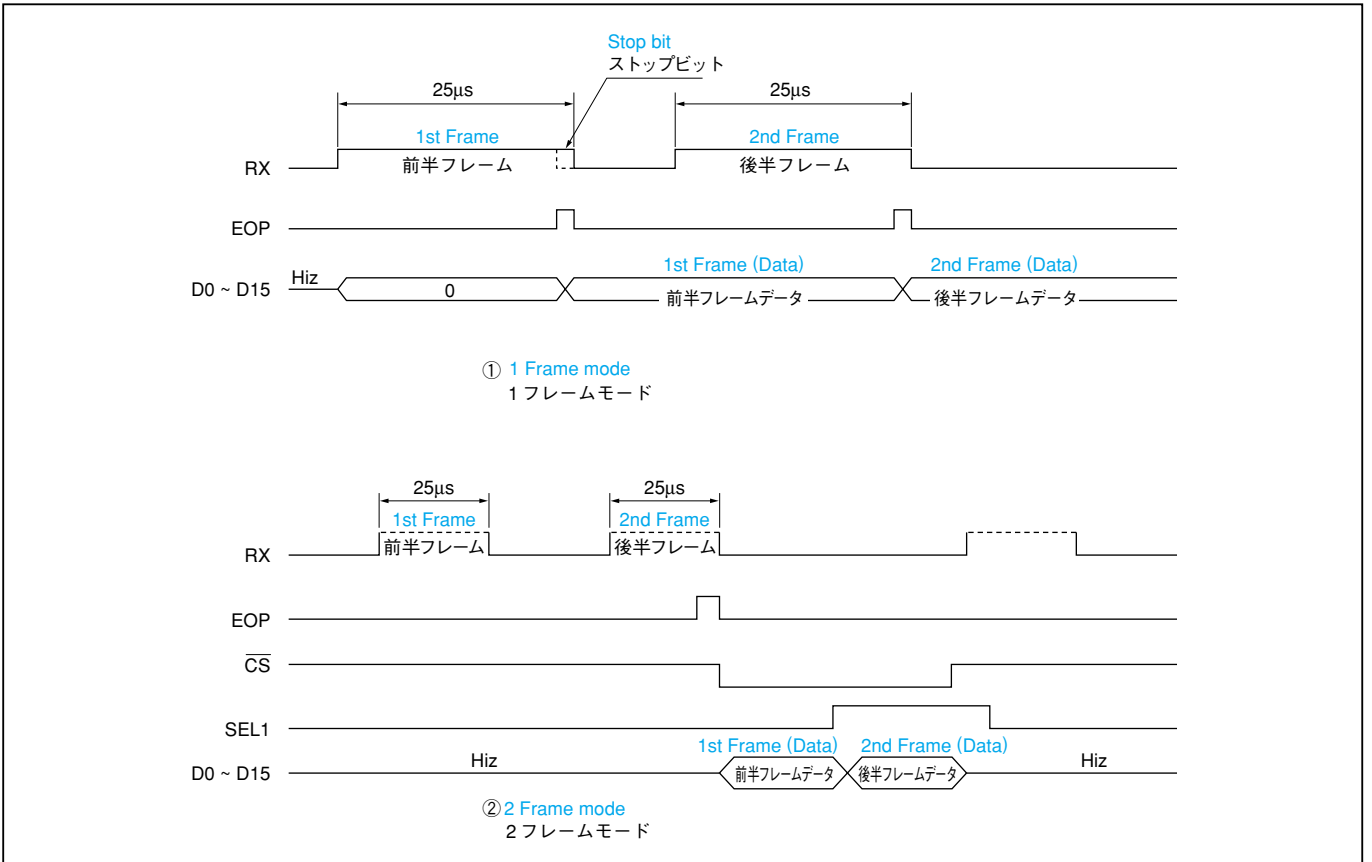 Stop bit
ストップビット
25μs
25μs
1st Frame
2nd Frame
RX
前半フレーム
後半フレーム
EOP
1st Frame (Data)
2nd Frame (Data)
D0 ~ D15
Hiz
0
前半フレームデータ
後半フレームデータ
① 1 Frame mode
1 フレームモード
25μs
25μs
1st Frame
2nd Frame
RX
前半フレーム
後半フレーム
EOP
CS
SEL1
1st Frame (Data)
2nd Frame (Data)
D0 ~ D15
Hiz
前半フレームデータ
後半フレームデータ
Hiz
② 2 Frame mode
2 フレームモード